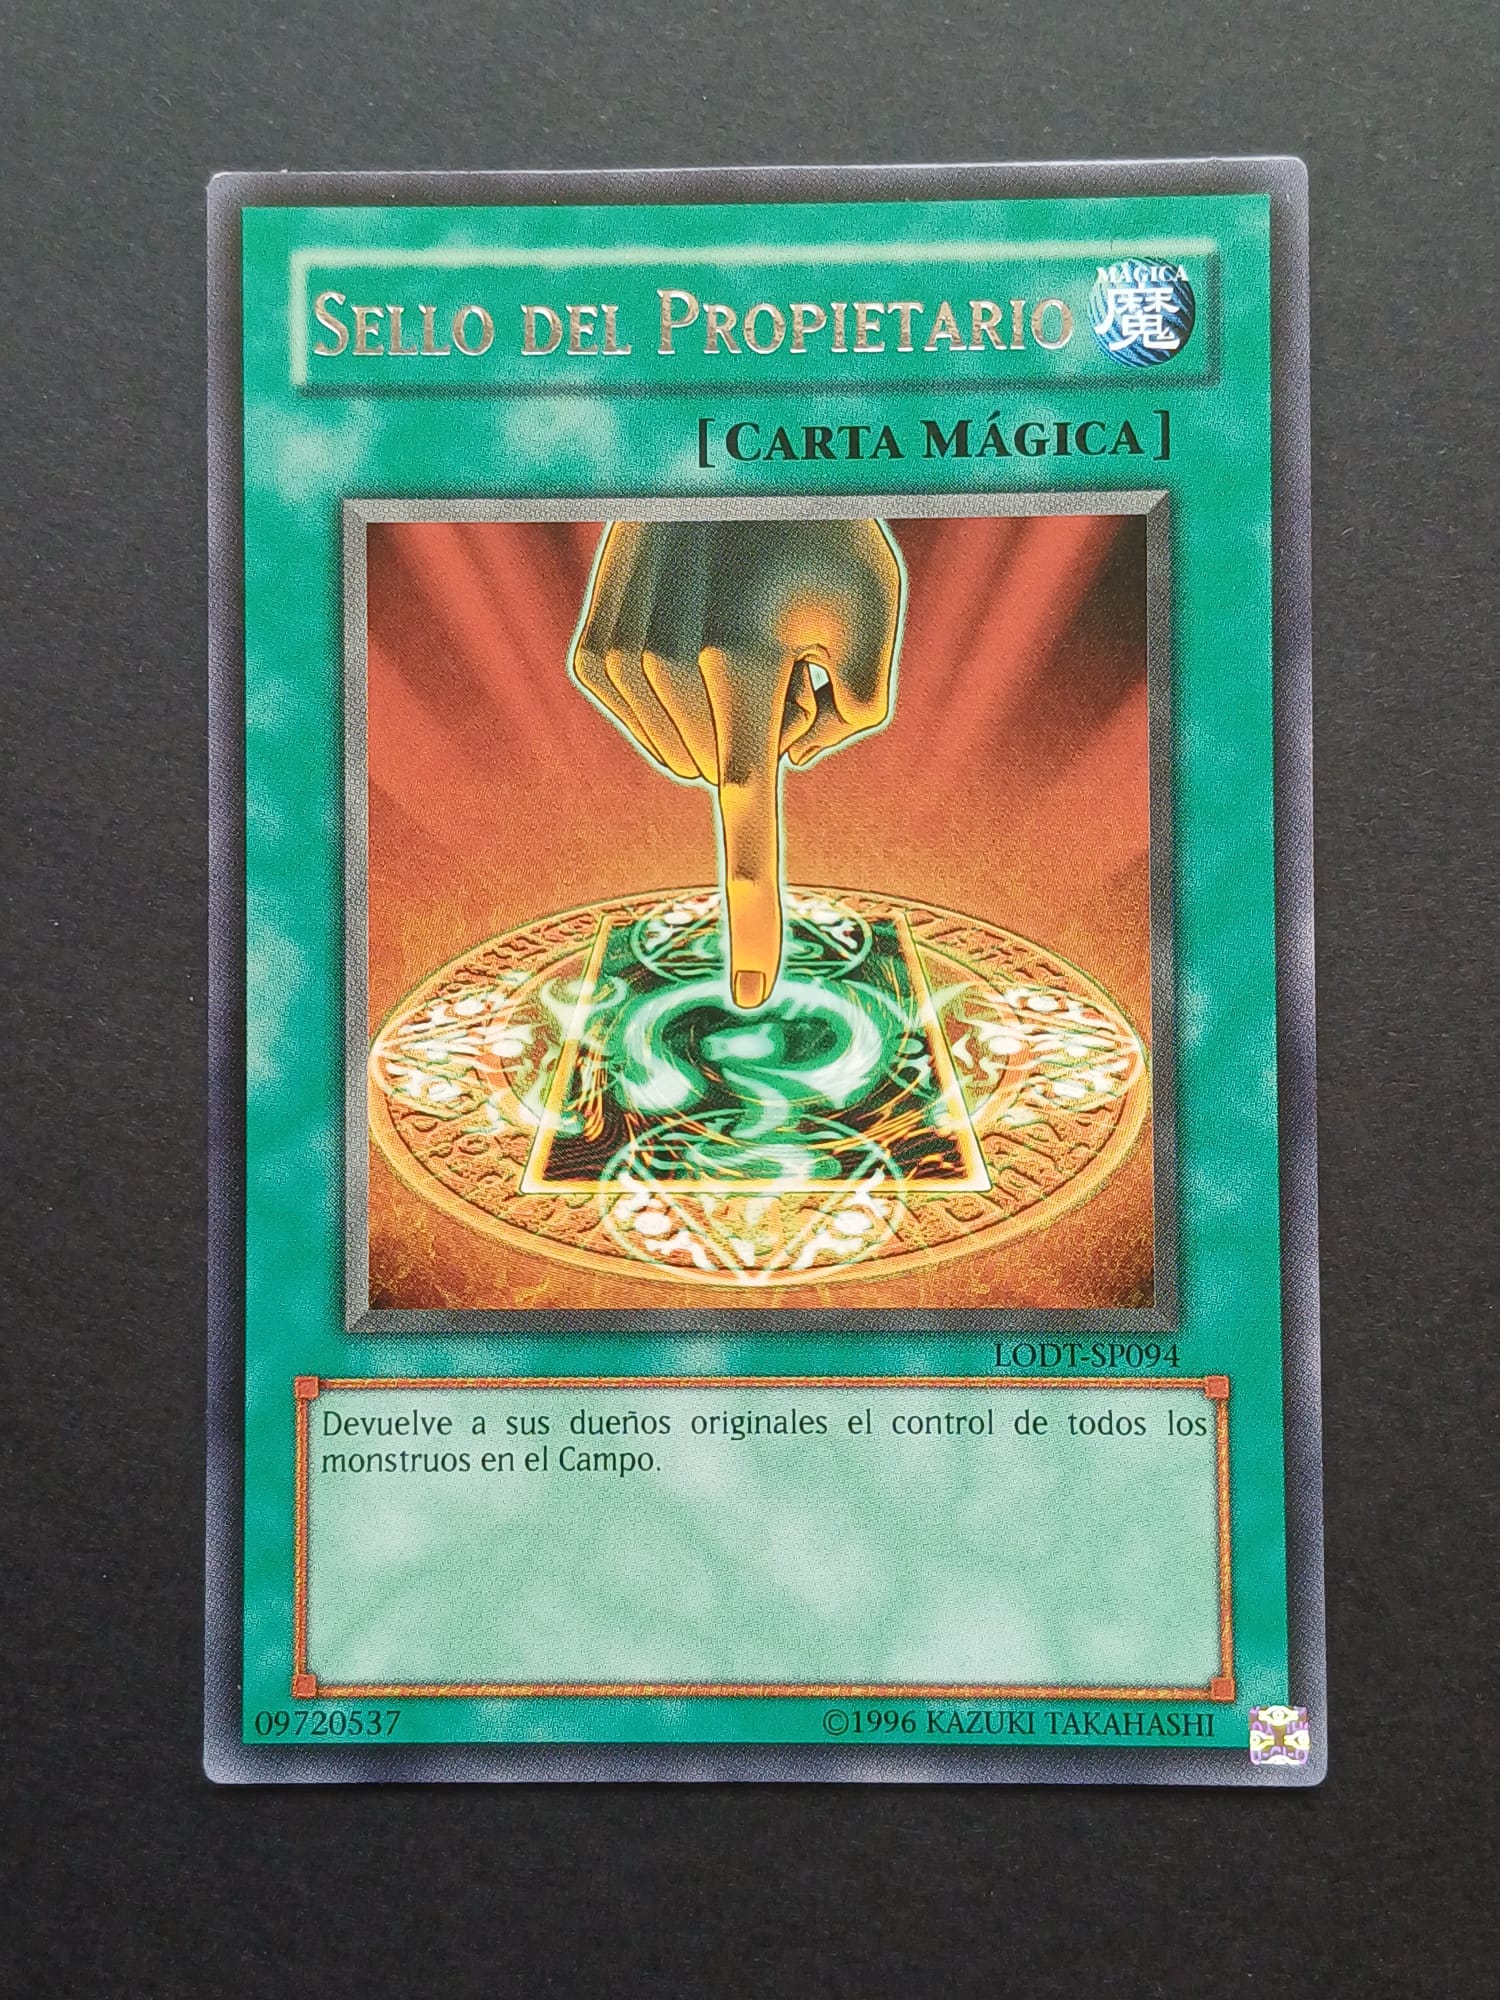 SELLO DEL PROPIETARIO
MÁGICA
魔
[CARTA MÁGICA]
LODT-SP094
Devuelve a sus dueños originales el control de todos los
monstruos en el Campo.
09720537
©1996 KAZUKI TAKAHASHI